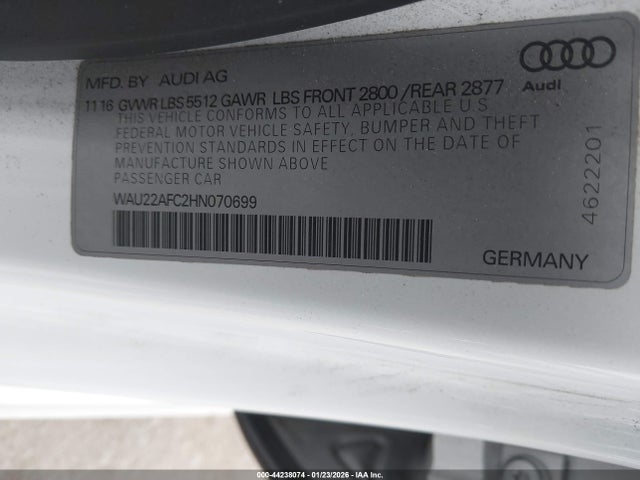 MFD. BY AUDI AG
11 16 GVWR LBS 5512 GAWR LBS FRONT 2800 /REAR 2877
THIS VEHICLE CONFORMS TO ALL APPLICABLE U.S
FEDERAL MOTOR VEHICLE SAFETY, BUMPER AND THEFT
PREVENTION STANDARDS IN EFFECT ON THE DATE OF
MANUFACTURE SHOWN ABOVE
PASSENGER CAR
WAU22AFC2HN070699
GERMANY
Audi
4622201
000-44238074 - 01/23/2026 - IAA Inc.